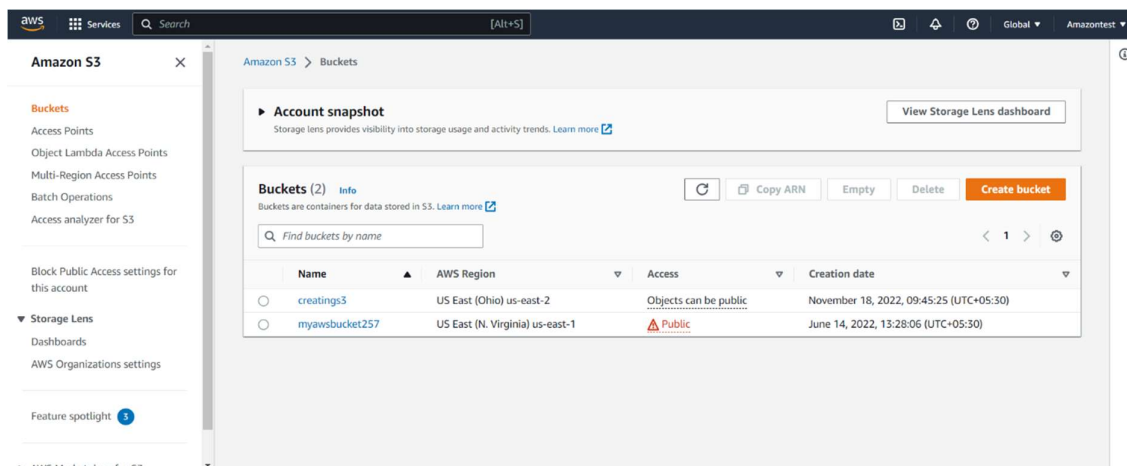 aws Services Search [Alt+S] Global Amazontest
Amazon S3
Buckets
Access Points
Object Lambda Access Points
Multi-Region Access Points
Batch Operations
Access analyzer for S3
Block Public Access settings for
this account
Storage Lens
Dashboards
AWS Organizations settings
Feature spotlight 3
Amazon S3 > Buckets
Account snapshot
Storage lens provides visibility into storage usage and activity trends. Learn more
View Storage Lens dashboard
Buckets (2) Info
Buckets are containers for data stored in S3. Learn more
Copy ARN Empty Delete Create bucket
Find buckets by name
1
Name AWS Region Access Creation date
creatings3 US East (Ohio) us-east-2 Objects can be public November 18, 2022, 09:45:25 (UTC+05:30)
myawsbucket257 US East (N. Virginia) us-east-1 Public June 14, 2022, 13:28:06 (UTC+05:30)